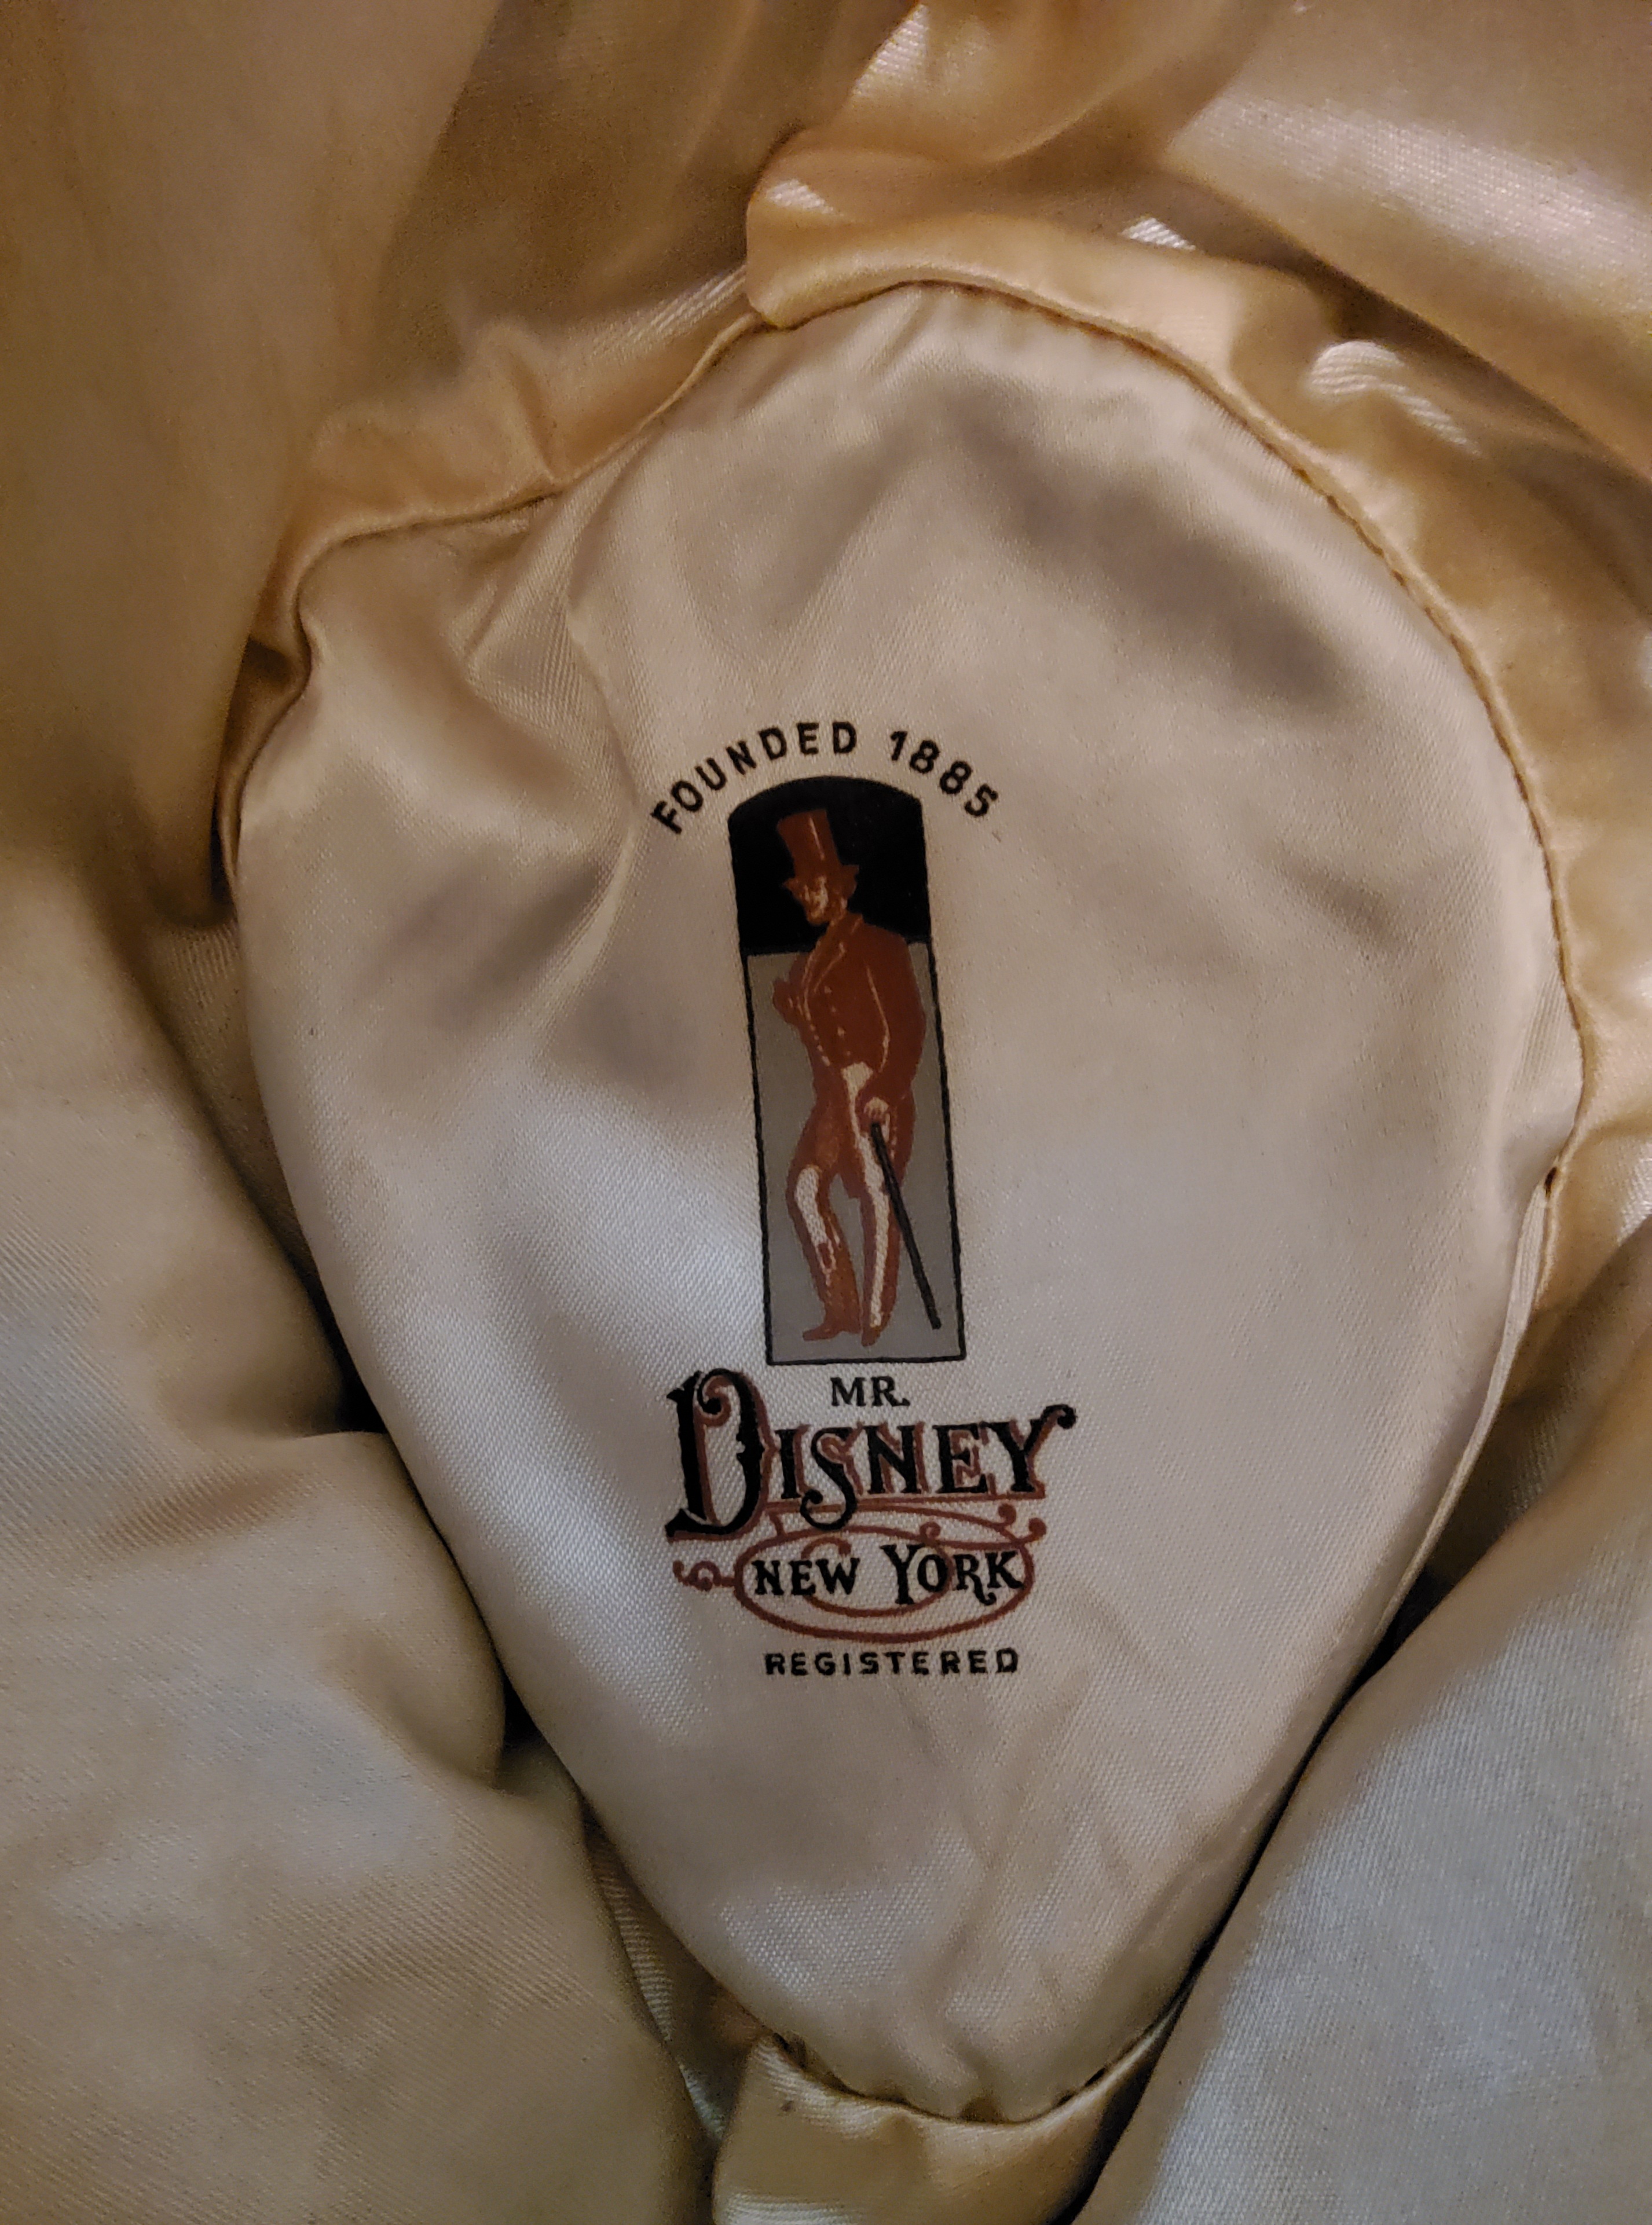 FOUNDED 1885
MR.
DISNEY
NEW YORK
REGISTERED